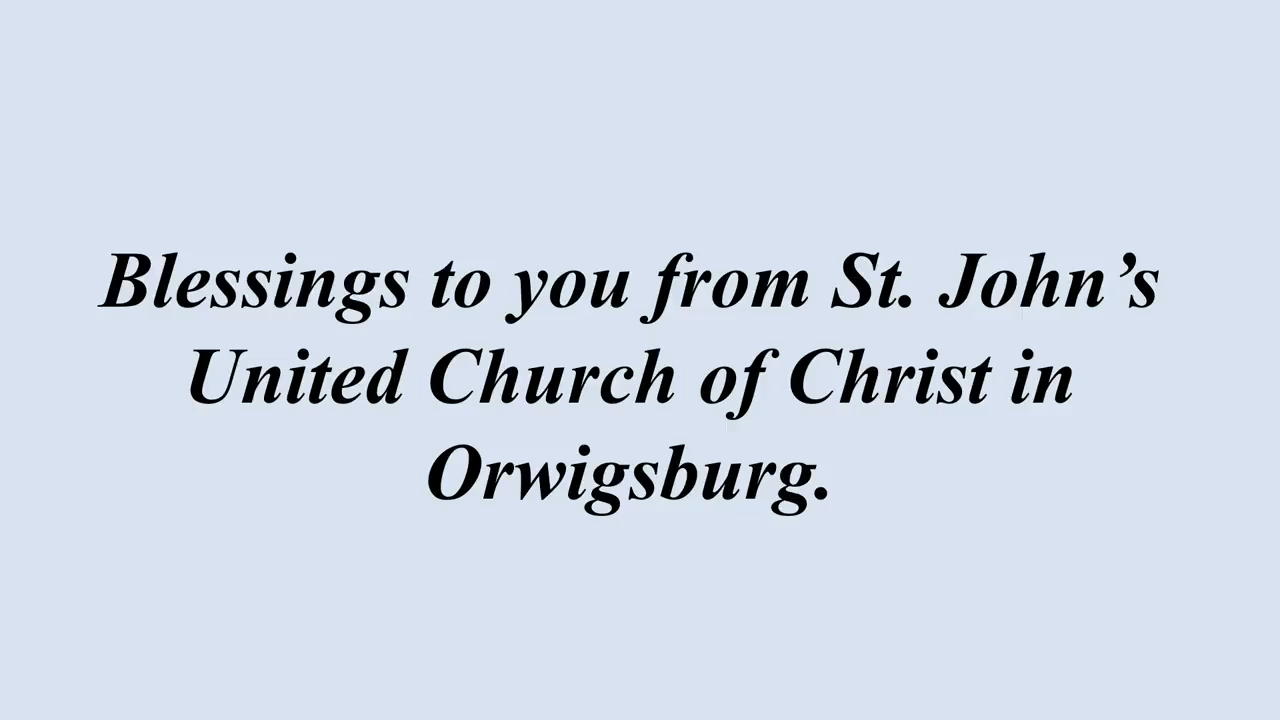 Blessings to you from St. John’s
United Church of Christ in
Orwigsburg.